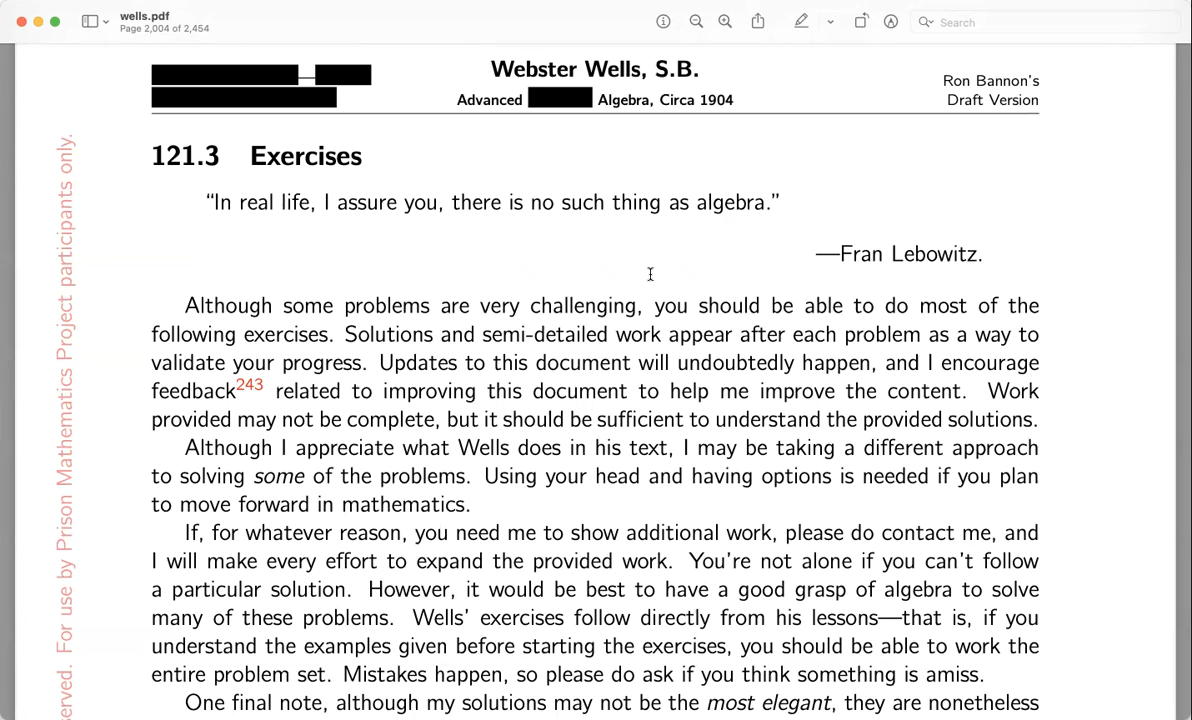 wells.pdf
Page 2,004 of 2,454
Search
Webster Wells, S.B.
Advanced Algebra, Circa 1904
Ron Bannon's
Draft Version
121.3 Exercises
“In real life, I assure you, there is no such thing as algebra.”
—Fran Lebowitz.
Although some problems are very challenging, you should be able to do most of the
following exercises. Solutions and semi-detailed work appear after each problem as a way to
validate your progress. Updates to this document will undoubtedly happen, and I encourage
feedback243 related to improving this document to help me improve the content. Work
provided may not be complete, but it should be sufficient to understand the provided solutions.
Although I appreciate what Wells does in his text, I may be taking a different approach
to solving some of the problems. Using your head and having options is needed if you plan
to move forward in mathematics.
If, for whatever reason, you need me to show additional work, please do contact me, and
I will make every effort to expand the provided work. You're not alone if you can't follow
a particular solution. However, it would be best to have a good grasp of algebra to solve
many of these problems. Wells' exercises follow directly from his lessons—that is, if you
understand the examples given before starting the exercises, you should be able to work the
entire problem set. Mistakes happen, so please do ask if you think something is amiss.
One final note, although my solutions may not be the most elegant, they are nonetheless
served. For use by Prison Mathematics Project participants only.